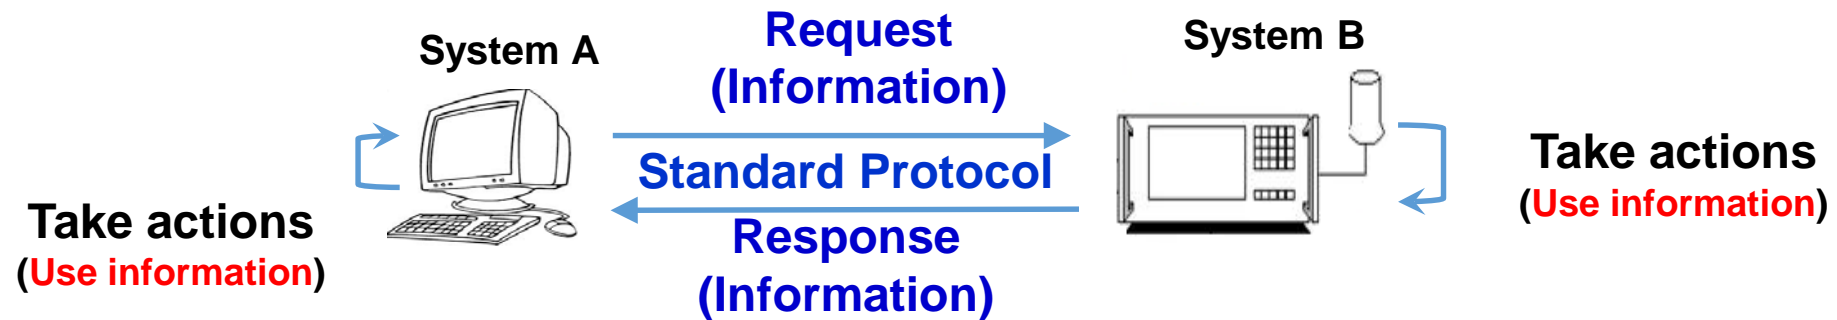 System A
Request
(Information)
System B
Standard Protocol
Take actions
(Use information)
Take actions
(Use information)
Response
(Information)